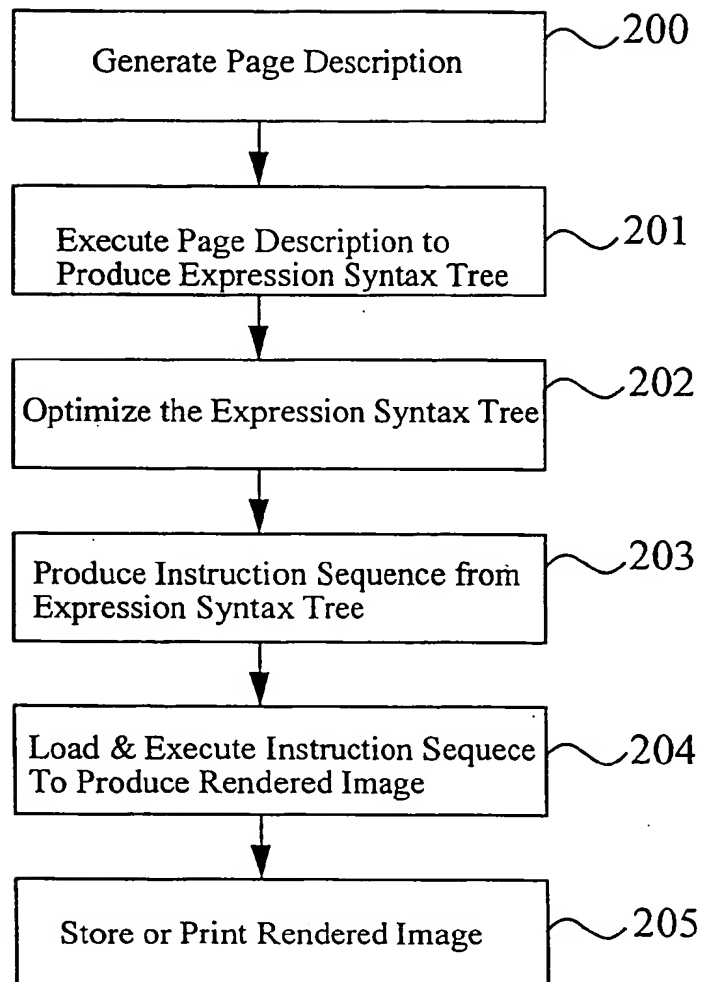 Generate Page Description
200
Execute Page Description to
Produce Expression Syntax Tree
201
Optimize the Expression Syntax Tree
202
Produce Instruction Sequence from
Expression Syntax Tree
203
Load & Execute Instruction Sequece
To Produce Rendered Image
204
Store or Print Rendered Image
205